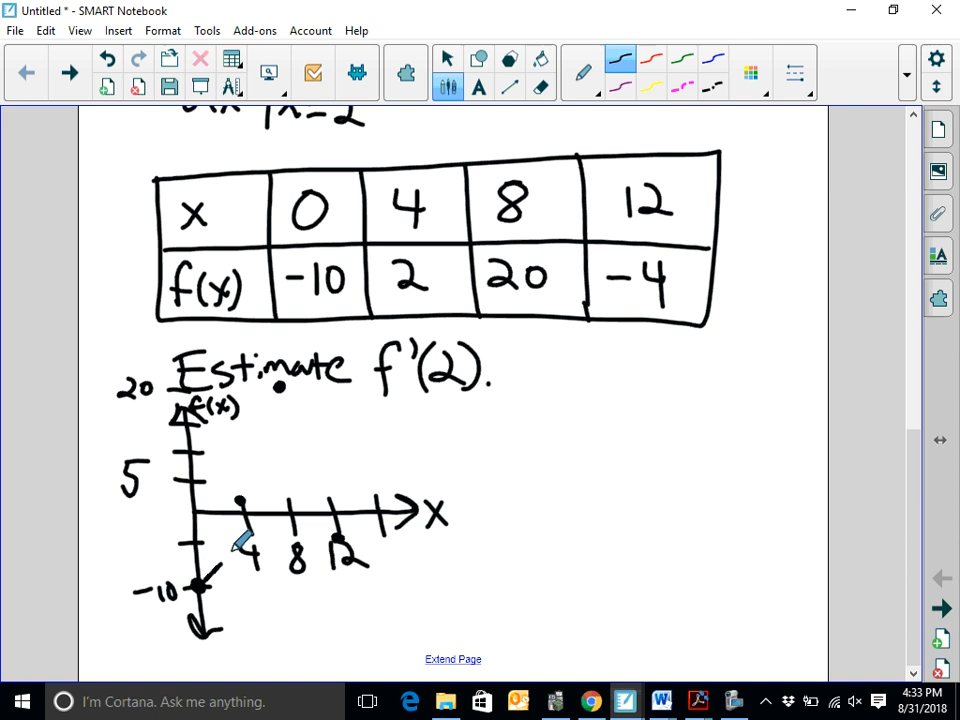 Untitled * - SMART Notebook
File Edit View Insert Format Tools Add-ons Account Help
x 0 4 8 12
f(x) -10 2 20 -4
Estimate f'(2).
20
f(x)
5
x
4 8 12
-10
Extend Page
I'm Cortana. Ask me anything.
4:33 PM
8/31/2018